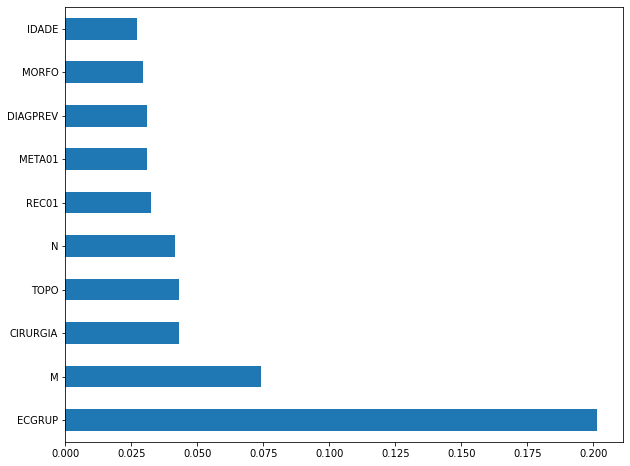 IDADE
MORFO
DIAGPREV
META01
REC01
N
TOPO
CIRURGIA
M
ECGRUP
0.000 0.025 0.050 0.075 0.100 0.125 0.150 0.175 0.200